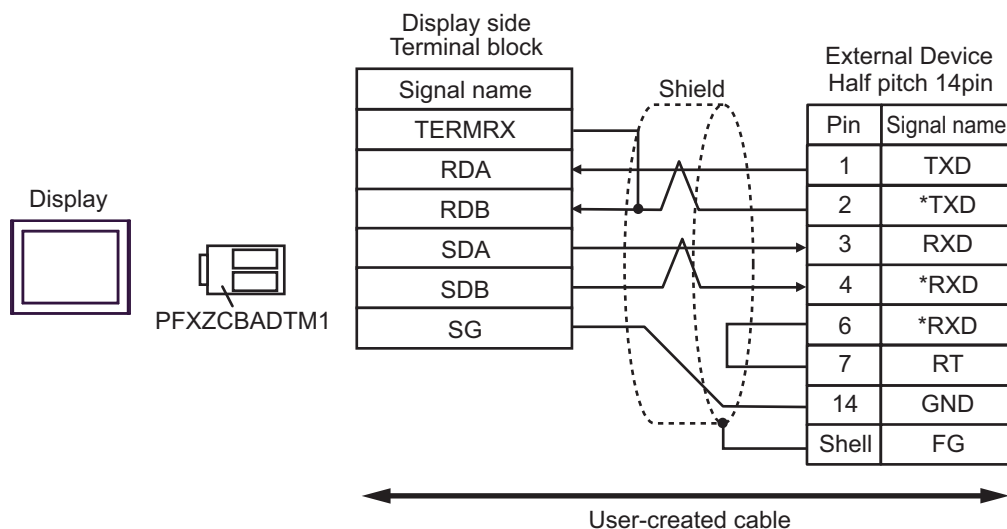 Display side
Terminal block
Signal name
TERMRX
RDA
RDB
SDA
SDB
SG
Shield
External Device
Half pitch 14pin
Pin Signal name
1 TXD
2 *TXD
3 RXD
4 *RXD
6 *RXD
7 RT
14 GND
Shell FG
Display
PFXZCBADTM1
User-created cable